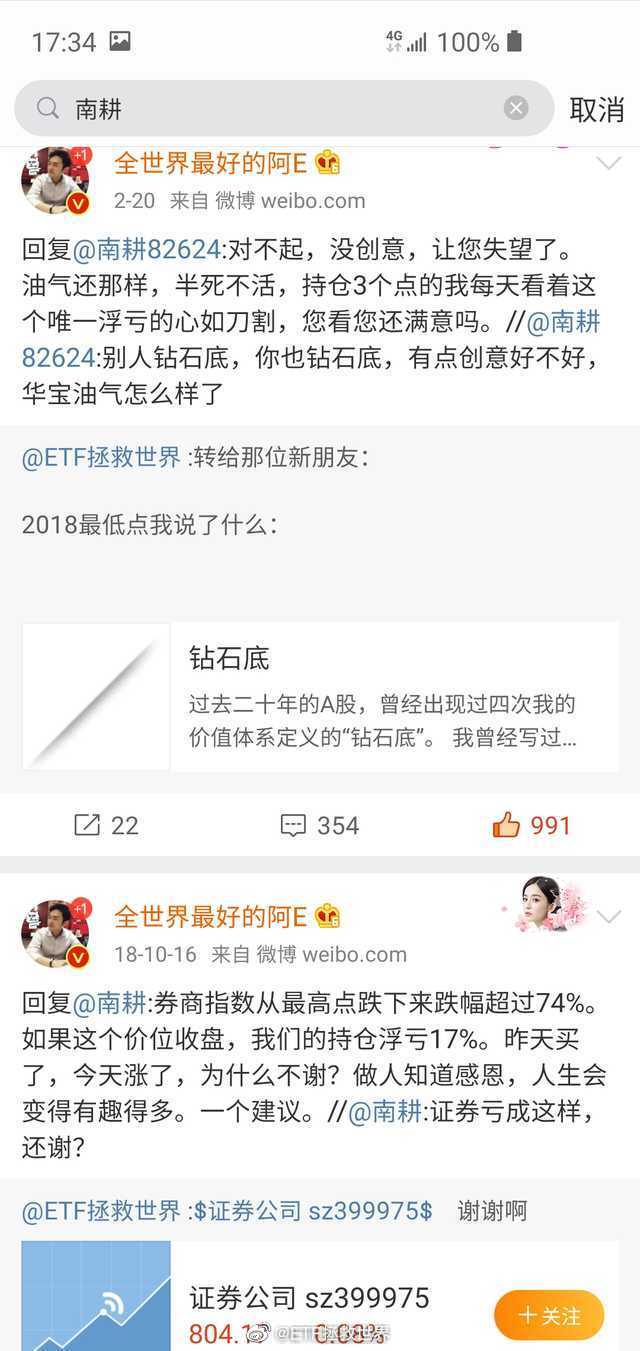 17:34 4G 100%
南耕 取消
+1 全世界最好的阿E
2-20 来自 微博 weibo.com
回复@南耕82624:对不起，没创意，让您失望了。
油气还那样，半死不活，持仓3个点的我每天看着这
个唯一浮亏的心如刀割，您看您还满意吗。//@南耕
82624:别人钻石底，你也钻石底，有点创意好不好，
华宝油气怎么样了
@ETF拯救世界 :转给那位新朋友：
2018最低点我说了什么：
钻石底
过去二十年的A股，曾经出现过四次我的
价值体系定义的“钻石底”。 我曾经写过...
22 354 991
+1 全世界最好的阿E
18-10-16 来自 微博 weibo.com
回复@南耕:券商指数从最高点跌下来跌幅超过74%。
如果这个价位收盘，我们的持仓浮亏17%。昨天买
了，今天涨了，为什么不谢？做人知道感恩，人生会
变得有趣得多。一个建议。//@南耕:证券亏成这样，
还谢？
@ETF拯救世界 :$证券公司 sz399975$ 谢谢啊
证券公司 sz399975
+关注
@ETF拯救世界